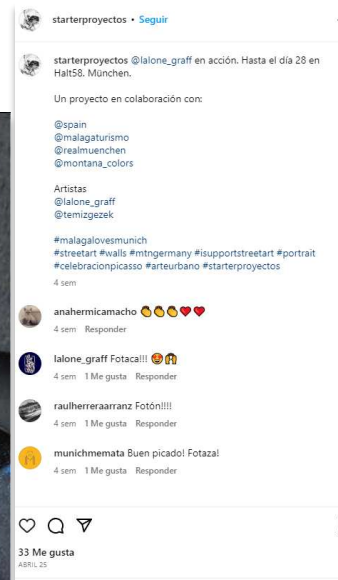 starterproyectos • Seguir
starterproyectos @lalone_graff en acción. Hasta el día 28 en
Halt58. München.
Un proyecto en colaboración con:
@spain
@malagaturismo
@realmuenchen
@montana_colors
Artistas
@lalone_graff
@temizgezek
#malagalovesmunich
#streetart #walls #mtngermany #isupportstreetart #portrait
#celebracionpicasso #arteurbano #starterproyectos
4 sem
anahermicamacho 👏👏👏❤️❤️
4 sem Responder
lalone_graff Fotaca!!! 🤩🙌
4 sem 1 Me gusta Responder
raulherreraarranz Fotón!!!!
4 sem 1 Me gusta Responder
munichmemata Buen picado! Fotaza!
4 sem 1 Me gusta Responder
33 Me gusta
ABRIL 25